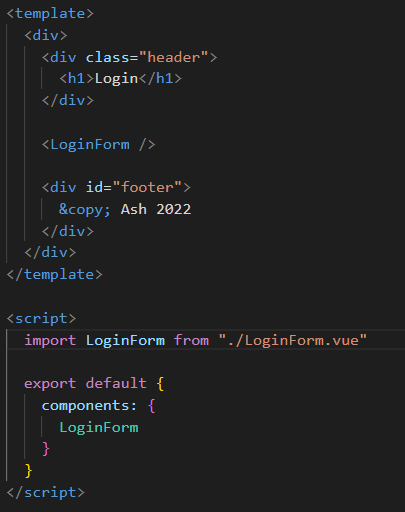 <template>
  <div>
    <div class="header">
      <h1>Login</h1>
    </div>

    <LoginForm />

    <div id="footer">
      &copy; Ash 2022
    </div>
  </div>
</template>

<script>
  import LoginForm from "./LoginForm.vue"

  export default {
    components: {
      LoginForm
    }
  }
</script>